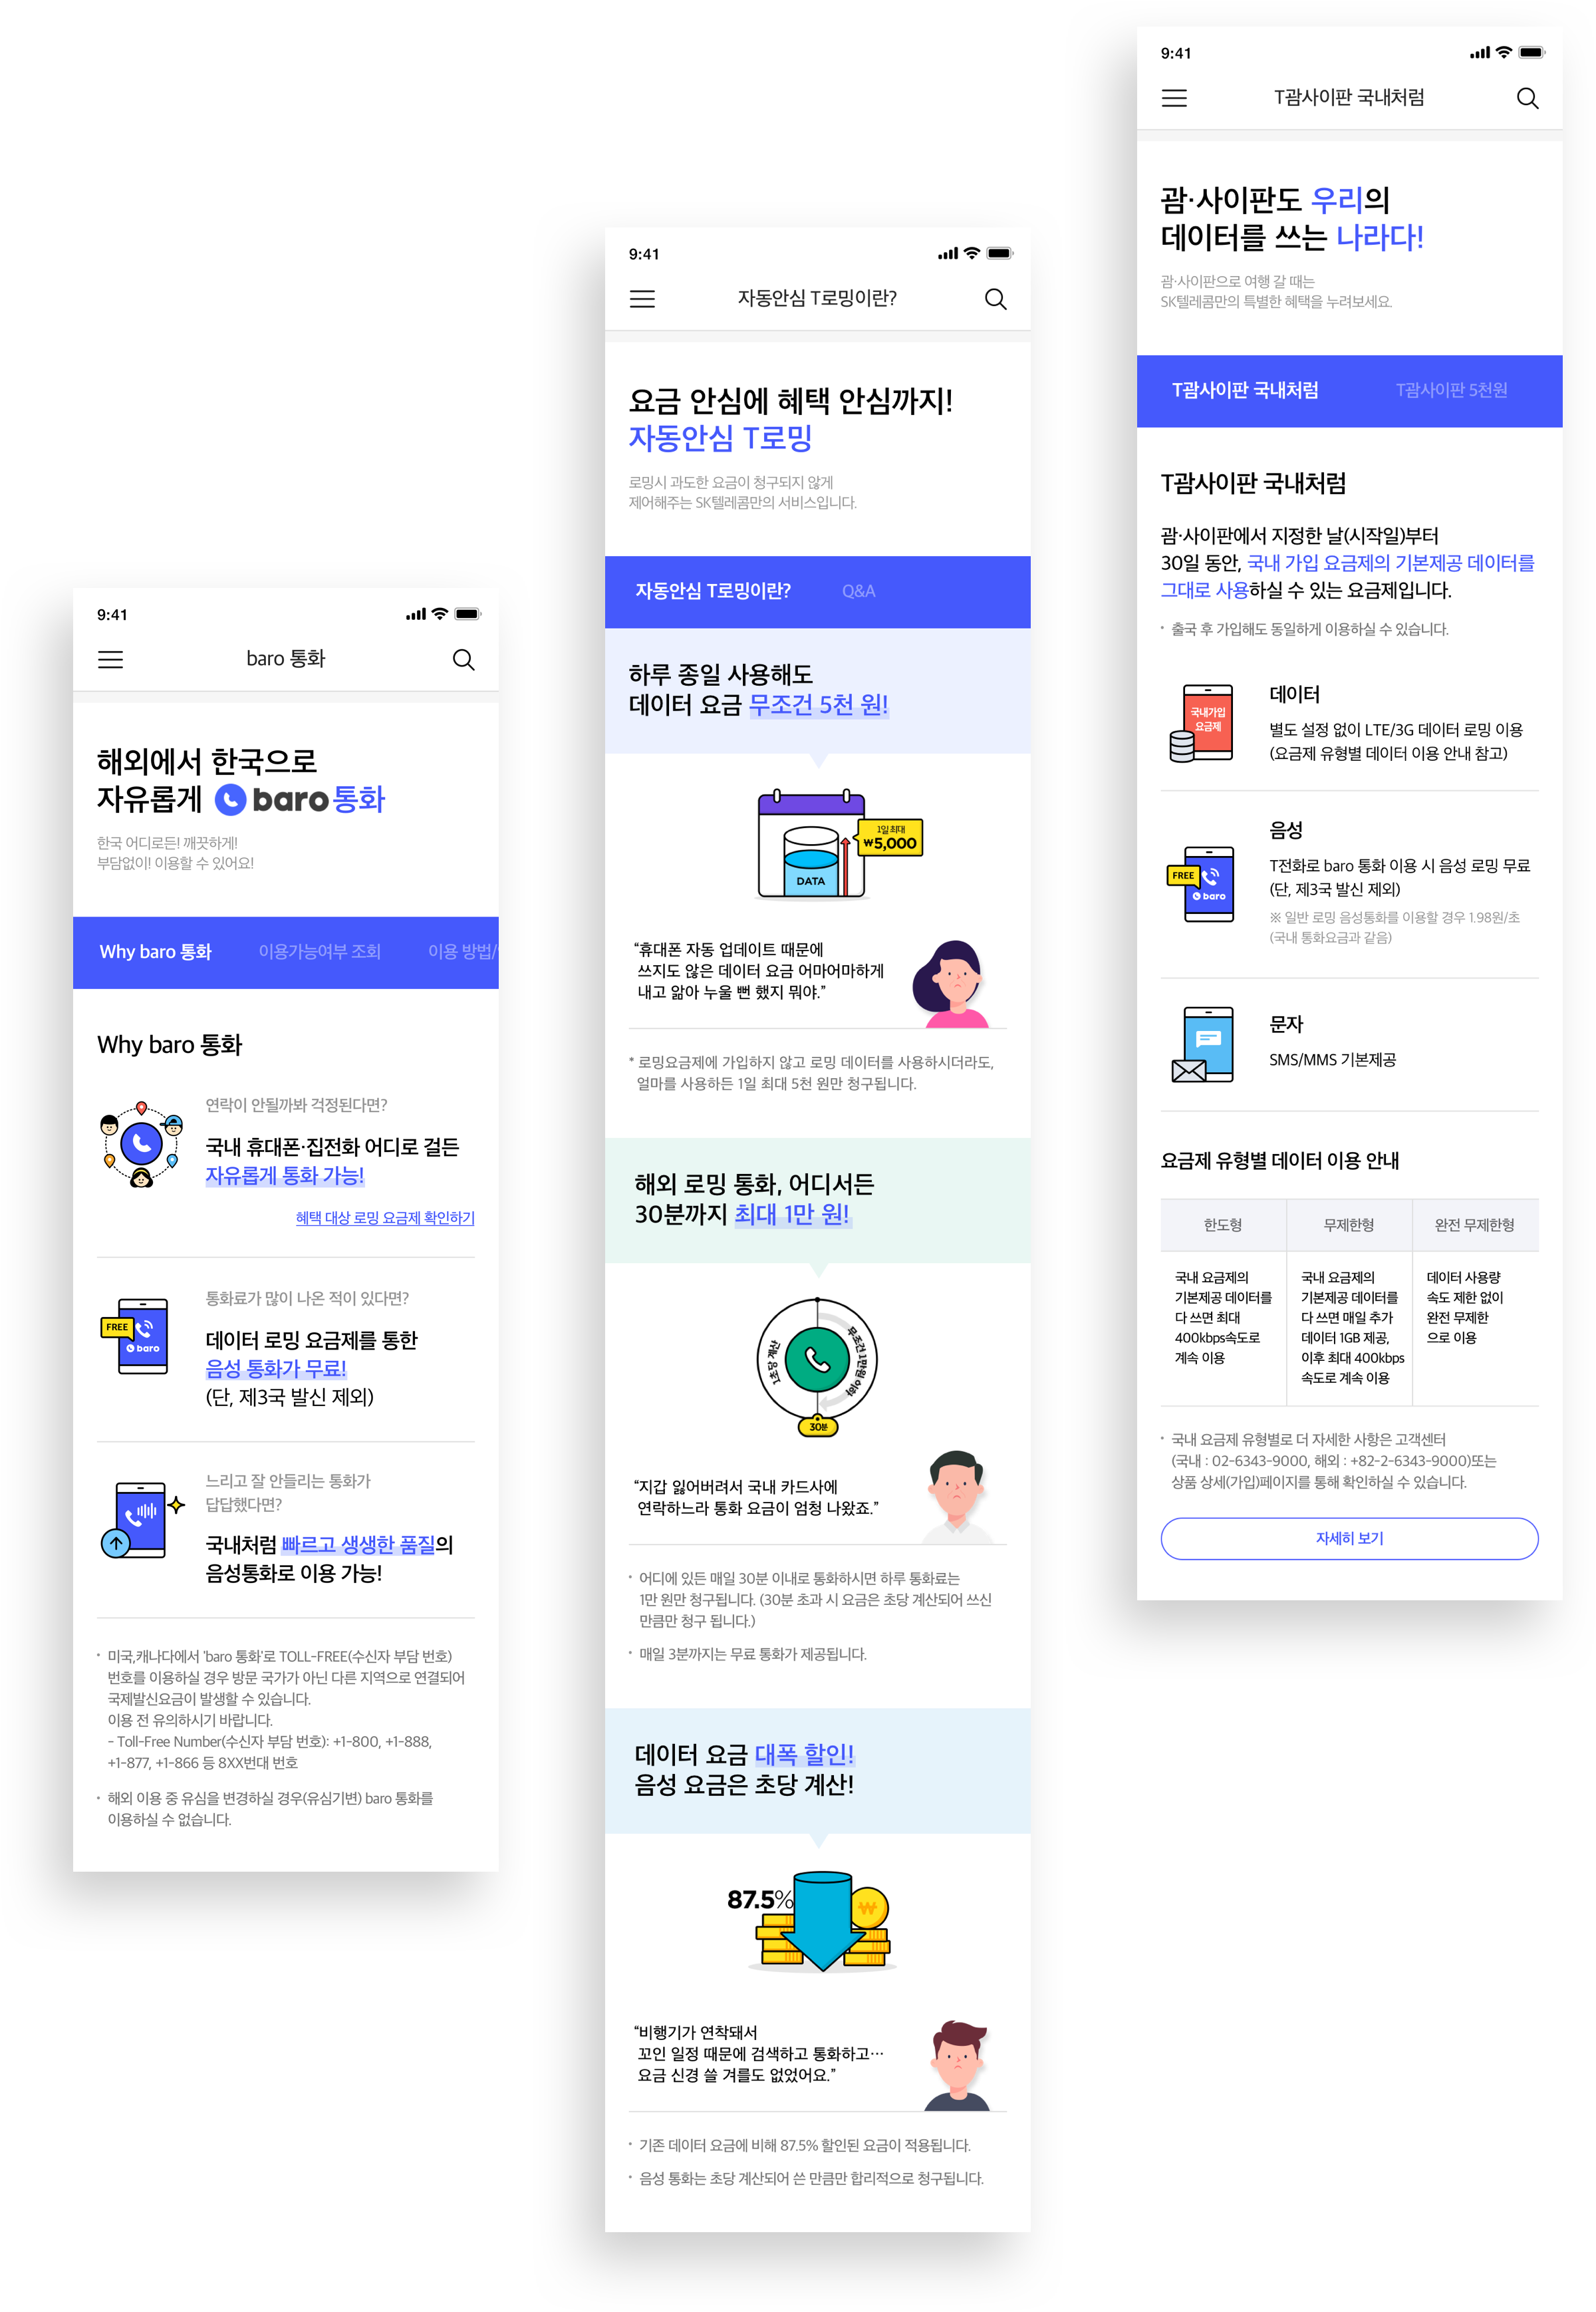 9:41
baro 통화
해외에서 한국으로
자유롭게 baro 통화
한국 어디로든! 깨끗하게!
부담없이! 이용할 수 있어요!
Why baro 통화
이용가능여부 조회
이용 방법/
Why baro 통화
연락이 안될까봐 걱정된다면?
국내 휴대폰·집전화 어디로 걸든
자유롭게 통화 가능!
혜택 대상 로밍 요금제 확인하기
FREE
baro
통화료가 많이 나온 적이 있다면?
데이터 로밍 요금제를 통한
음성 통화가 무료!
(단, 제3국 발신 제외)
느리고 잘 안들리는 통화가
답답했다면?
국내처럼 빠르고 생생한 품질의
음성통화로 이용 가능!
• 미국,캐나다에서 'baro 통화'로 TOLL-FREE(수신자 부담 번호)
번호를 이용하실 경우 방문 국가가 아닌 다른 지역으로 연결되어
국제발신요금이 발생할 수 있습니다.
이용 전 유의하시기 바랍니다.
- Toll-Free Number(수신자 부담 번호): +1-800, +1-888,
+1-877, +1-866 등 8XX번대 번호
• 해외 이용 중 유심을 변경하실 경우(유심기변) baro 통화를
이용하실 수 없습니다.
9:41
자동안심 T로밍이란?
요금 안심에 혜택 안심까지!
자동안심 T로밍
로밍시 과도한 요금이 청구되지 않게
제어해주는 SK텔레콤만의 서비스입니다.
자동안심 T로밍이란?
Q&A
하루 종일 사용해도
데이터 요금 무조건 5천 원!
1일 최대
₩5,000
DATA
“휴대폰 자동 업데이트 때문에
쓰지도 않은 데이터 요금 어마어마하게
내고 앓아 누울 뻔 했지 뭐야.”
* 로밍요금제에 가입하지 않고 로밍 데이터를 사용하시더라도,
얼마를 사용하든 1일 최대 5천 원만 청구됩니다.
해외 로밍 통화, 어디서든
30분까지 최대 1만 원!
1초당 계산
무조건 1만원 이하
30분
“지갑 잃어버려서 국내 카드사에
연락하느라 통화 요금이 엄청 나왔죠.”
• 어디에 있든 매일 30분 이내로 통화하시면 하루 통화료는
1만 원만 청구됩니다. (30분 초과 시 요금은 초당 계산되어 쓰신
만큼만 청구 됩니다.)
• 매일 3분까지는 무료 통화가 제공됩니다.
데이터 요금 대폭 할인!
음성 요금은 초당 계산!
87.5%
₩
“비행기가 연착돼서
꼬인 일정 때문에 검색하고 통화하고…
요금 신경 쓸 겨를도 없었어요.”
• 기존 데이터 요금에 비해 87.5% 할인된 요금이 적용됩니다.
• 음성 통화는 초당 계산되어 쓴 만큼만 합리적으로 청구됩니다.
9:41
T괌사이판 국내처럼
괌·사이판도 우리의
데이터를 쓰는 나라다!
괌·사이판으로 여행 갈 때는
SK텔레콤만의 특별한 혜택을 누려보세요.
T괌사이판 국내처럼
T괌사이판 5천원
T괌사이판 국내처럼
괌·사이판에서 지정한 날(시작일)부터
30일 동안, 국내 가입 요금제의 기본제공 데이터를
그대로 사용하실 수 있는 요금제입니다.
• 출국 후 가입해도 동일하게 이용하실 수 있습니다.
국내가입
요금제
데이터
별도 설정 없이 LTE/3G 데이터 로밍 이용
(요금제 유형별 데이터 이용 안내 참고)
FREE
baro
음성
T전화로 baro 통화 이용 시 음성 로밍 무료
(단, 제3국 발신 제외)
※ 일반 로밍 음성통화를 이용할 경우 1.98원/초
(국내 통화요금과 같음)
문자
SMS/MMS 기본제공
요금제 유형별 데이터 이용 안내
한도형
무제한형
완전 무제한형
국내 요금제의
기본제공 데이터를
다 쓰면 최대
400kbps속도로
계속 이용
국내 요금제의
기본제공 데이터를
다 쓰면 매일 추가
데이터 1GB 제공,
이후 최대 400kbps
속도로 계속 이용
데이터 사용량
속도 제한 없이
완전 무제한
으로 이용
• 국내 요금제 유형별로 더 자세한 사항은 고객센터
(국내 : 02-6343-9000, 해외 : +82-2-6343-9000)또는
상품 상세(가입)페이지를 통해 확인하실 수 있습니다.
자세히 보기